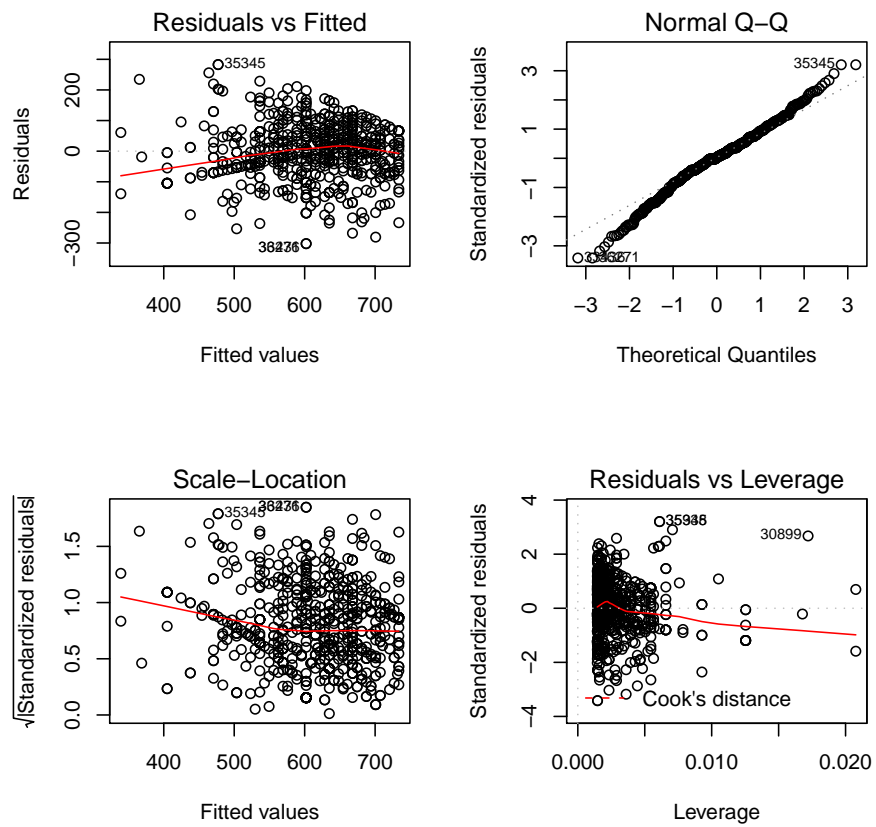 Residuals vs Fitted
Residuals
−300
0
200
35345
400
500
600
700
Fitted values
Normal Q−Q
Standardized residuals
−3
−1
1
3
35345
−3
−2
−1
0
1
2
3
Theoretical Quantiles
Scale−Location
√|Standardized residuals|
0.0
0.5
1.0
1.5
35345
400
500
600
700
Fitted values
Residuals vs Leverage
Standardized residuals
−4
−2
0
2
4
30899
Cook's distance
0.000
0.010
0.020
Leverage